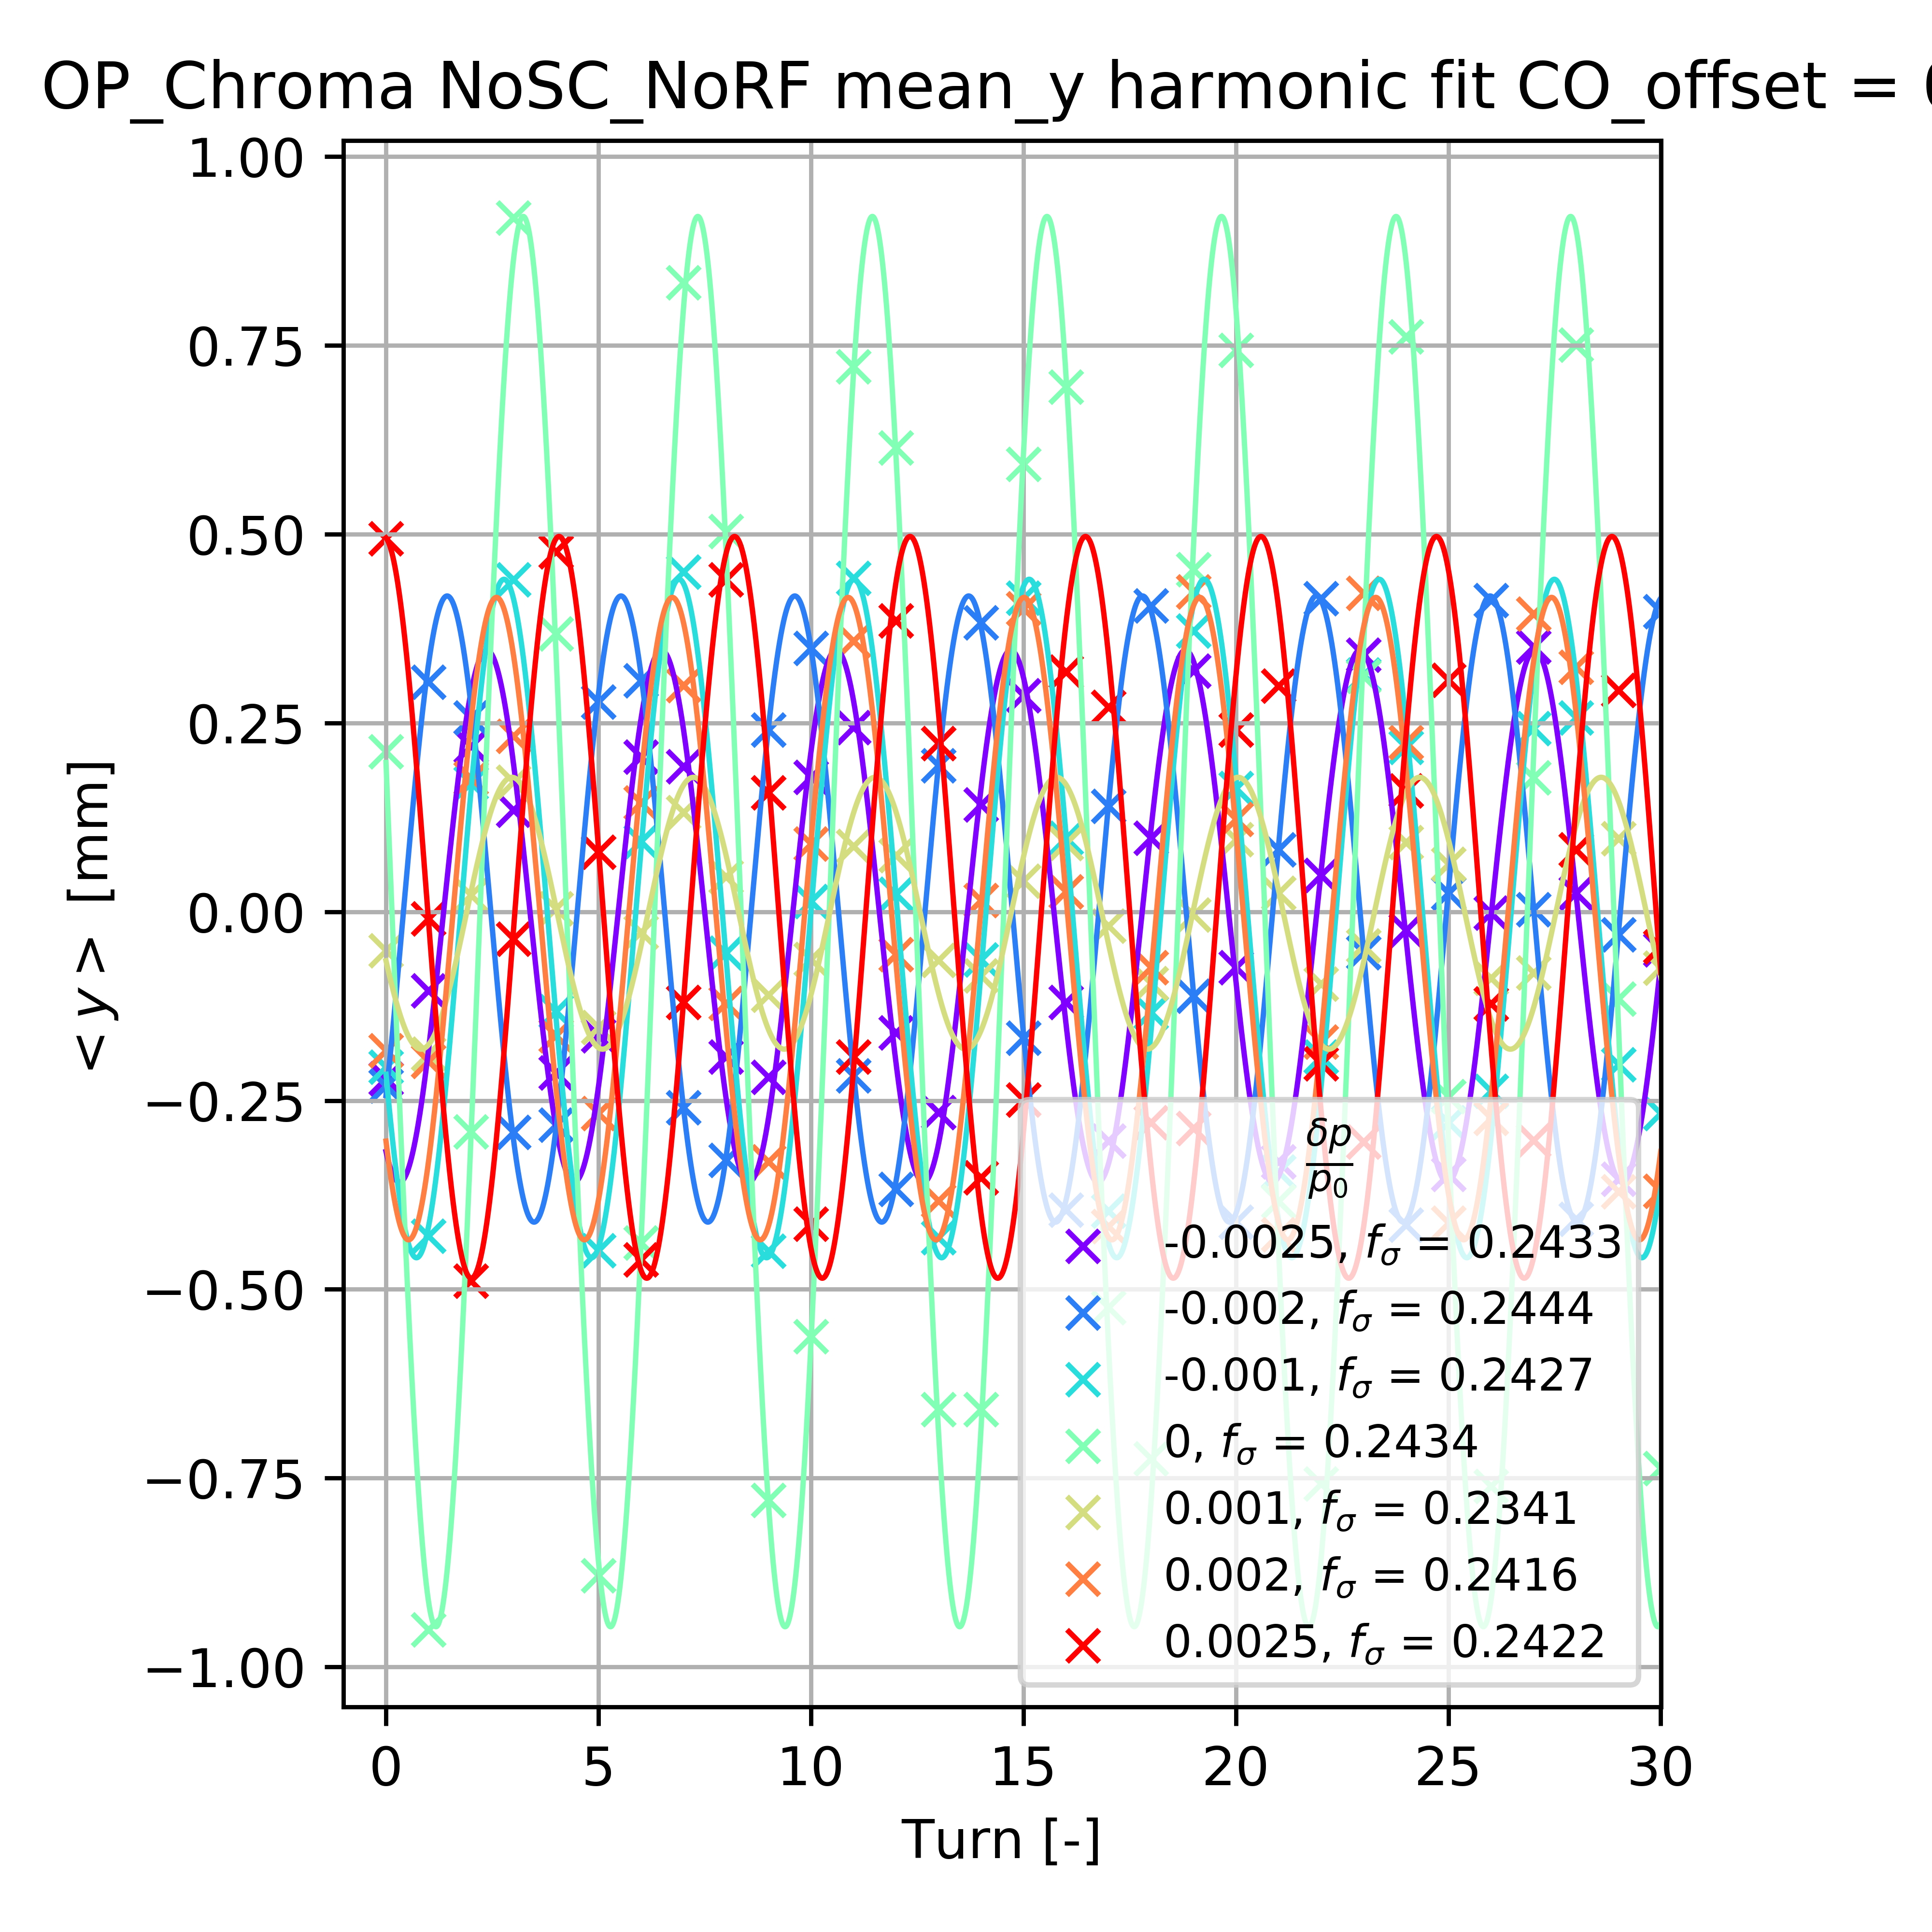 OP_Chroma NoSC_NoRF mean_y harmonic fit CO_offset =
1.00
0.75
0.50
0.25
0.00
−0.25
−0.50
−0.75
−1.00
< y > [mm]
0 5 10 15 20 25 30
Turn [-]
δp
p₀
-0.0025, fσ = 0.2433
-0.002, fσ = 0.2444
-0.001, fσ = 0.2427
0, fσ = 0.2434
0.001, fσ = 0.2341
0.002, fσ = 0.2416
0.0025, fσ = 0.2422